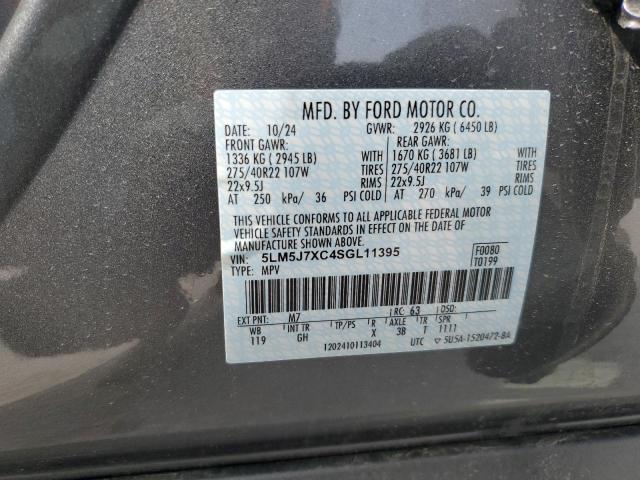 MFD. BY FORD MOTOR CO.
DATE: 10/24 GVWR: 2926 KG ( 6450 LB)
FRONT GAWR: REAR GAWR:
1336 KG ( 2945 LB) WITH 1670 KG ( 3681 LB) WITH
275/40R22 107W TIRES 275/40R22 107W TIRES
22x9.5J RIMS 22x9.5J RIMS
AT 250 kPa/ 36 PSI COLD AT 270 kPa/ 39 PSI COLD
THIS VEHICLE CONFORMS TO ALL APPLICABLE FEDERAL MOTOR
VEHICLE SAFETY STANDARDS IN EFFECT ON THE DATE OF
MANUFACTURE SHOWN ABOVE.
VIN: 5LM5J7XC4SGL11395 F0080
TYPE: MPV T0199
EXT PNT: M7 RC: 63 DSO:
WB INT TR TP/PS R AXLE TR SPR
119 GH X 3B T 1111
1202410113404 UTC ▽ 5U5A-1520472-BA